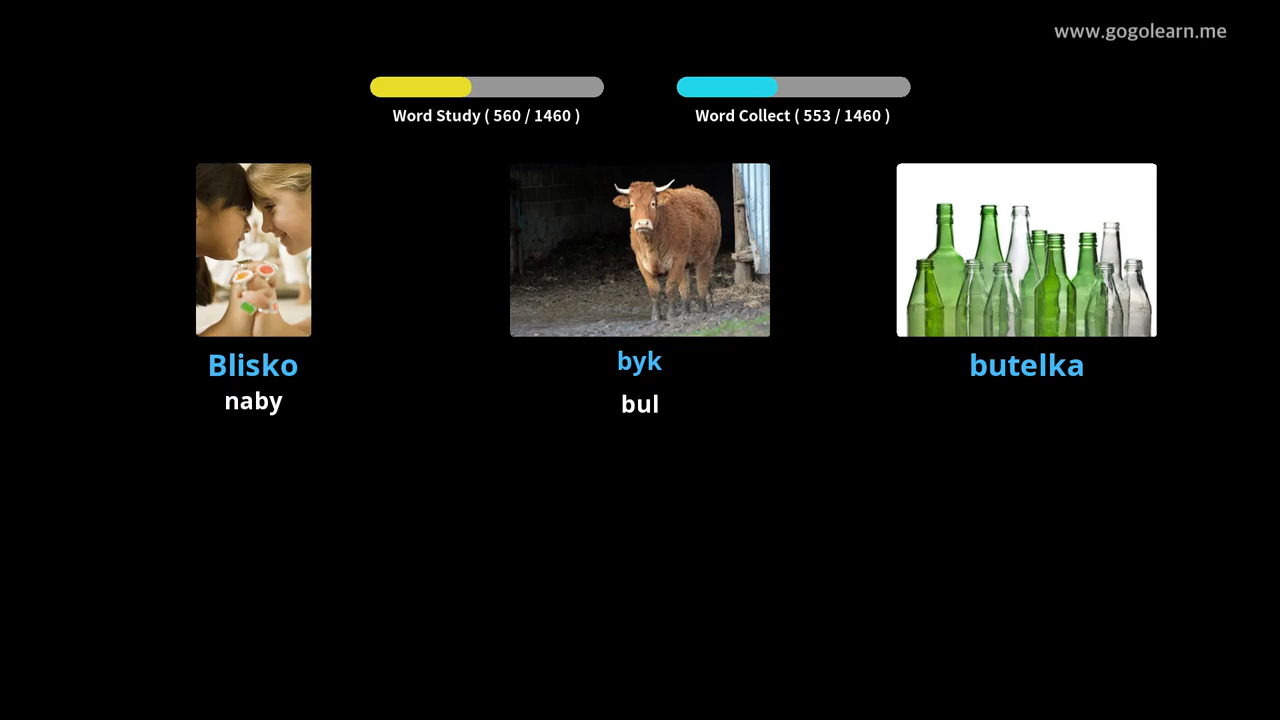 www.gogolearn.me
Word Study ( 560 / 1460 )
Word Collect ( 553 / 1460 )
Blisko
naby
byk
bul
butelka